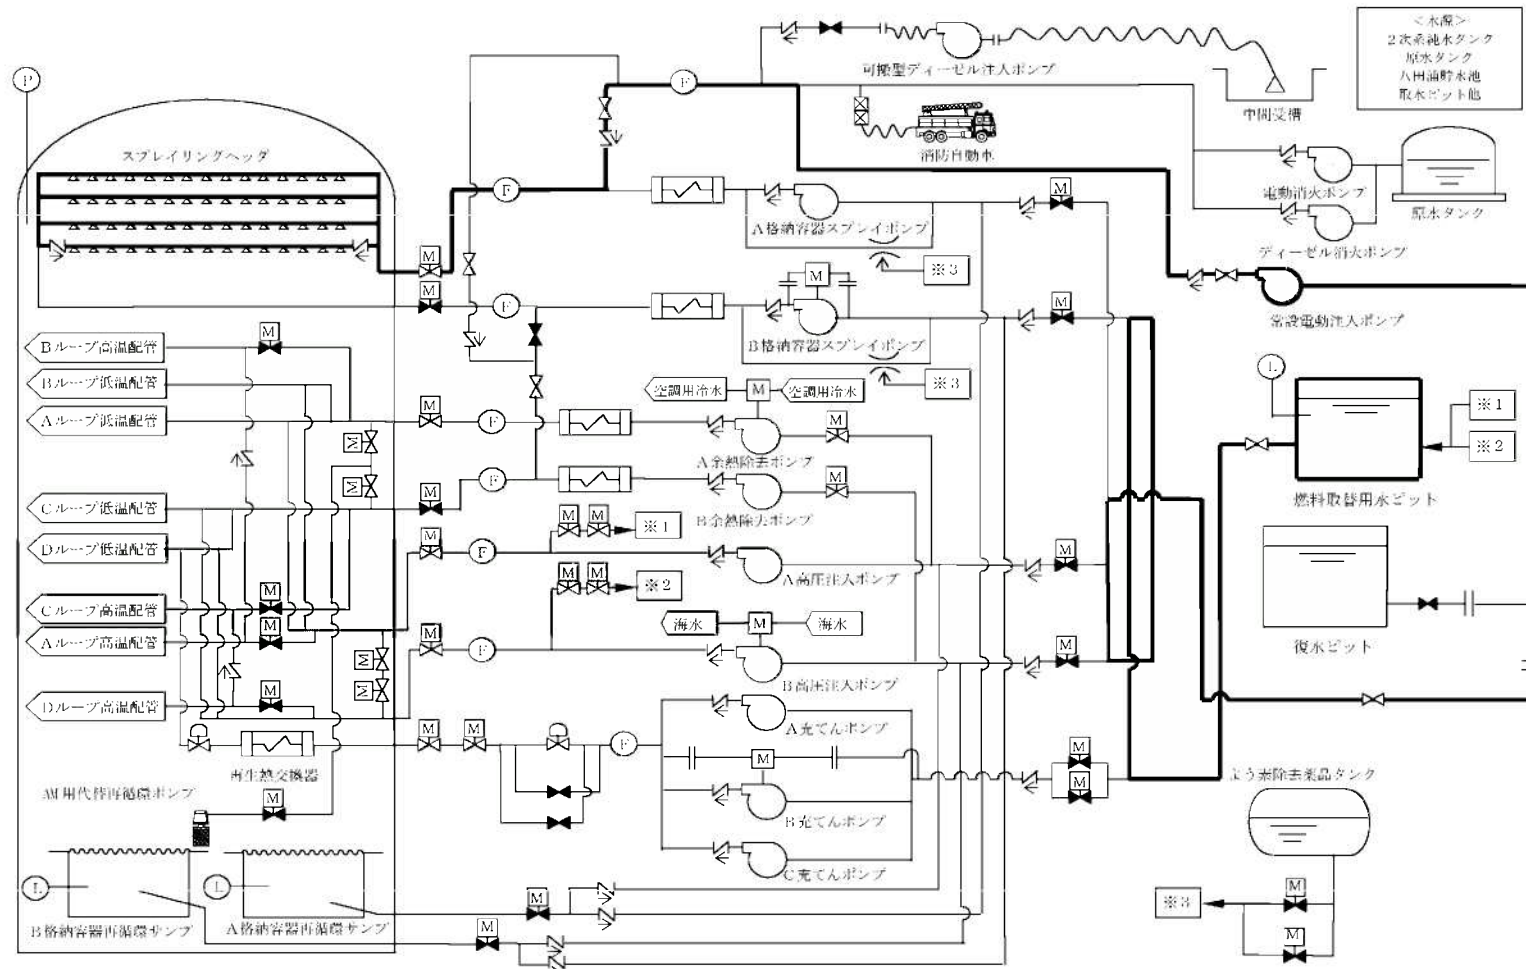 <水源>
2次系純水タンク
原水タンク
八田浦貯水池
取水ピット他
可搬型ディーゼル注入ポンプ
中間受槽
消防自動車
電動消火ポンプ
原水タンク
ディーゼル消火ポンプ
常設電動注入ポンプ
P
スプレイリングヘッダ
F
F
M
A格納容器スプレイポンプ
※3
M
M
F
M
M
B格納容器スプレイポンプ
※3
Bループ高温配管
M
Bループ低温配管
空調用冷水
M
空調用冷水
L
※1
※2
燃料取替用水ピット
Aループ低温配管
M
F
M
A余熱除去ポンプ
M
M
Cループ低温配管
M
F
M
B余熱除去ポンプ
M
M
※1
Dループ低温配管
M
F
A高圧注入ポンプ
M
M
M
※2
Cループ高温配管
M
Aループ高温配管
M
海水
M
海水
復水ピット
M
F
M
B高圧注入ポンプ
M
M
Dループ高温配管
M
A充てんポンプ
M
M
F
M
再生熱交換器
M
M
よう素除去薬品タンク
AM用代替再循環ポンプ
M
B充てんポンプ
C充てんポンプ
L
L
M
M
※3
B格納容器再循環サンプ
A格納容器再循環サンプ
M
M